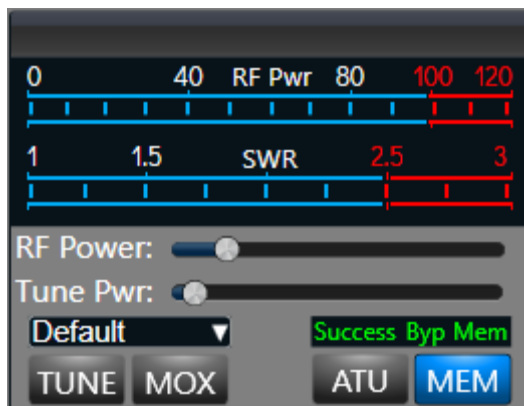 0 40 RF Pwr 80 100 120
1 1.5 SWR 2.5 3
RF Power:
Tune Pwr:
Default Success Byp Mem
TUNE MOX ATU MEM